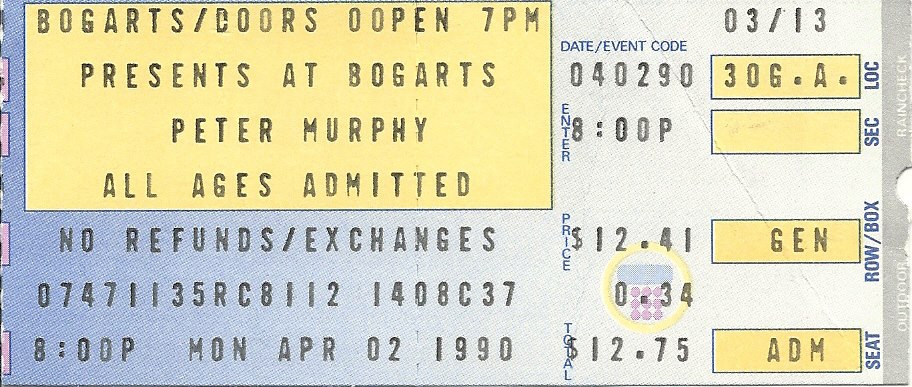 BOGARTS/DOORS OOPEN 7PM
PRESENTS AT BOGARTS
PETER MURPHY
ALL AGES ADMITTED
NO REFUNDS/EXCHANGES
07471135RC8112 1408C37
8:00P MON APR 02 1990
03/13
DATE/EVENT CODE
040290 30G.A. LOC
ENTER 8:00P SEC
PRICE $12.41 GEN ROW/BOX
0.34
TOTAL $12.75 ADM SEAT
RAINCHECK
OUTDOOR